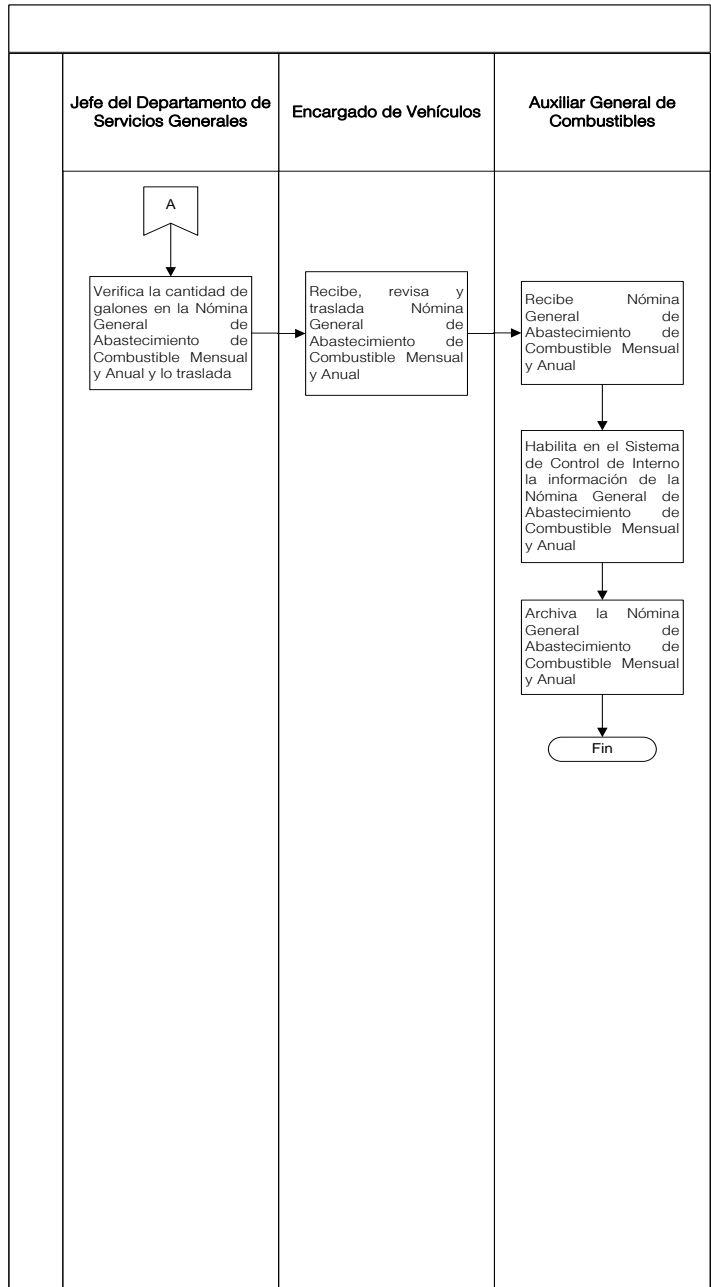 Jefe del Departamento de
Servicios Generales
Encargado de Vehículos
Auxiliar General de
Combustibles
A
Verifica la cantidad de
galones en la Nómina
General de
Abastecimiento de
Combustible Mensual
y Anual y lo traslada
Recibe, revisa y
traslada Nómina
General de
Abastecimiento de
Combustible Mensual
y Anual
Recibe Nómina
General de
Abastecimiento de
Combustible Mensual
y Anual
Habilita en el Sistema
de Control de Interno
la información de la
Nómina General de
Abastecimiento de
Combustible Mensual
y Anual
Archiva la Nómina
General de
Abastecimiento de
Combustible Mensual
y Anual
Fin